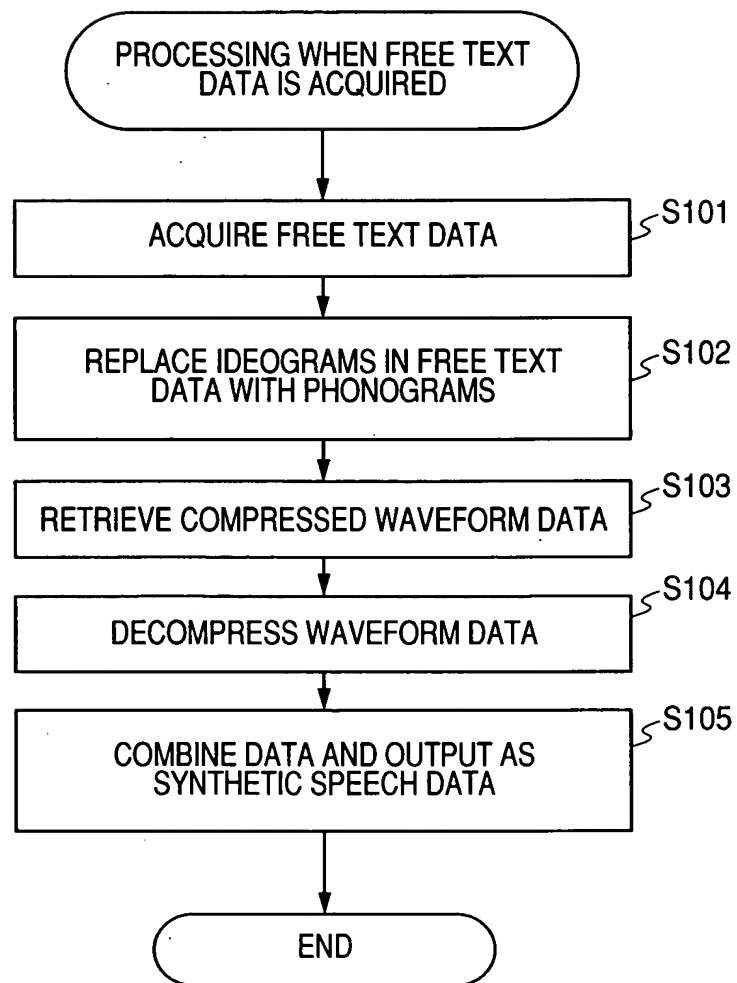 PROCESSING WHEN FREE TEXT
DATA IS ACQUIRED
S101
ACQUIRE FREE TEXT DATA
S102
REPLACE IDEOGRAMS IN FREE TEXT
DATA WITH PHONOGRAMS
S103
RETRIEVE COMPRESSED WAVEFORM DATA
S104
DECOMPRESS WAVEFORM DATA
S105
COMBINE DATA AND OUTPUT AS
SYNTHETIC SPEECH DATA
END